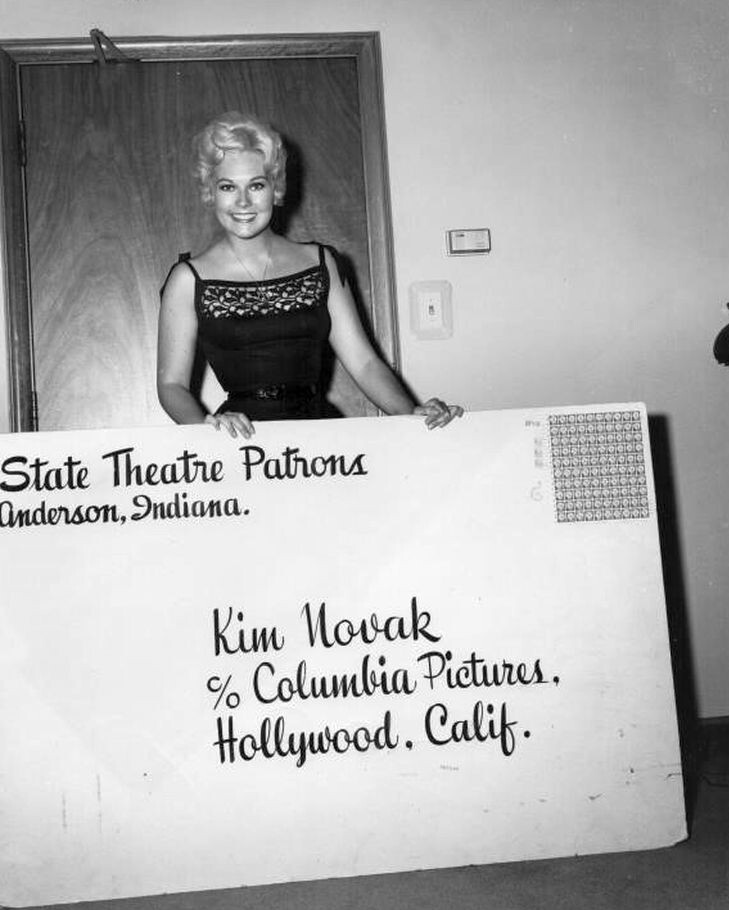 State Theatre Patrons
Anderson, Indiana.
Kim Novak
% Columbia Pictures,
Hollywood, Calif.